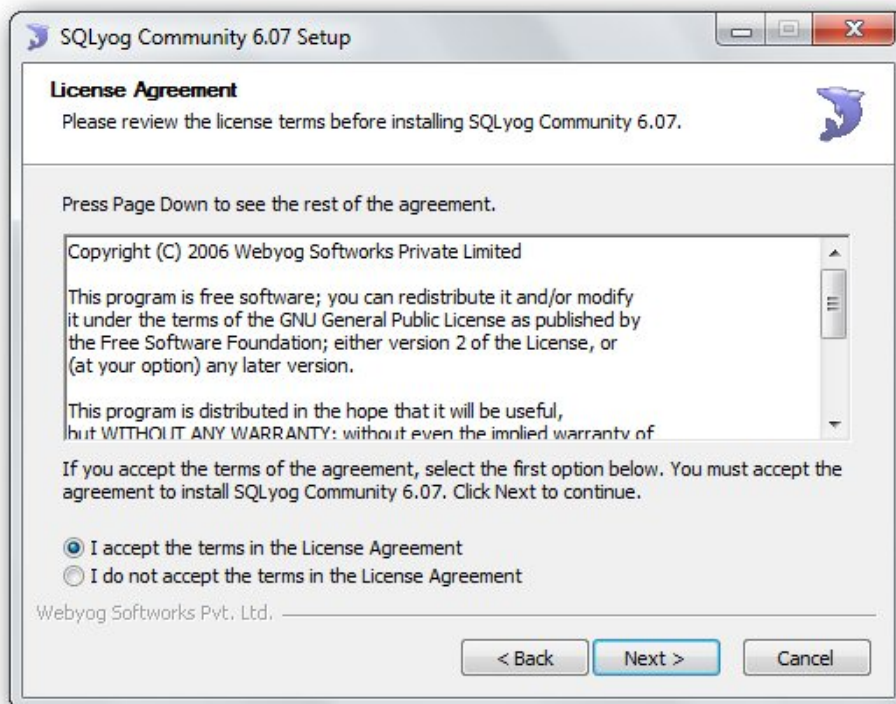 SQLyog Community 6.07 Setup
License Agreement
Please review the license terms before installing SQLyog Community 6.07.
Press Page Down to see the rest of the agreement.
Copyright (C) 2006 Webyog Softworks Private Limited
This program is free software; you can redistribute it and/or modify
it under the terms of the GNU General Public License as published by
the Free Software Foundation; either version 2 of the License, or
(at your option) any later version.
This program is distributed in the hope that it will be useful,
but WITHOUT ANY WARRANTY; without even the implied warranty of
If you accept the terms of the agreement, select the first option below. You must accept the
agreement to install SQLyog Community 6.07. Click Next to continue.
I accept the terms in the License Agreement
I do not accept the terms in the License Agreement
Webyog Softworks Pvt. Ltd.
< Back Next > Cancel